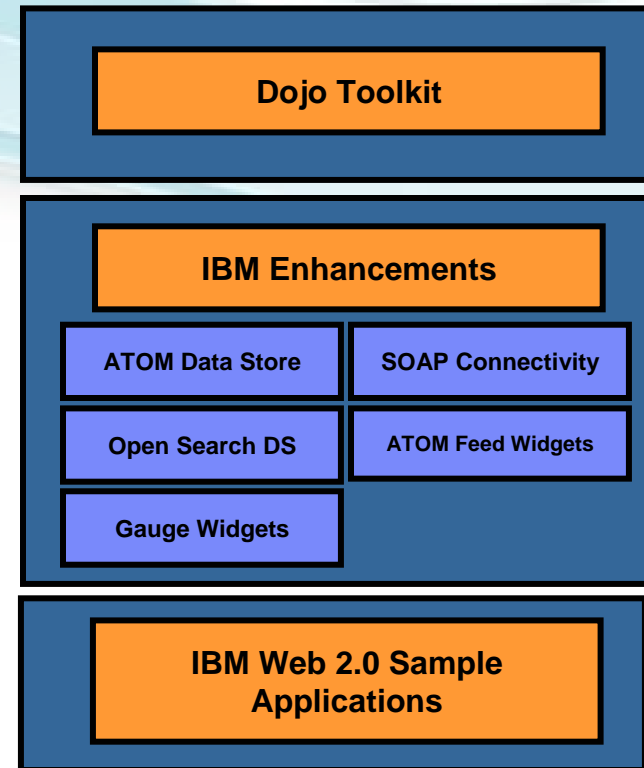 Dojo Toolkit
IBM Enhancements
ATOM Data Store
SOAP Connectivity
Open Search DS
ATOM Feed Widgets
Gauge Widgets
IBM Web 2.0 Sample
Applications